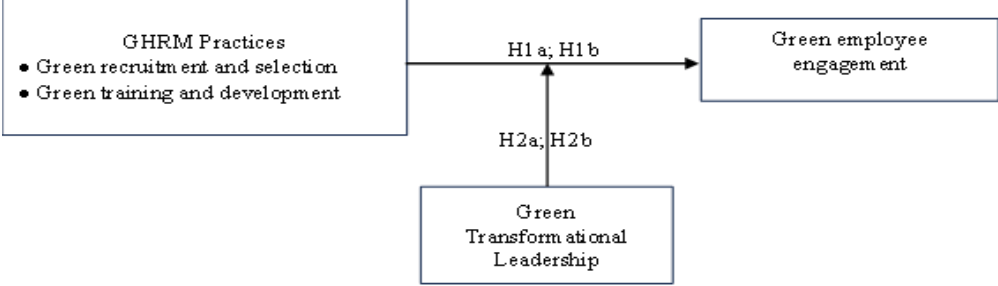 GHRM Practices
● Green recruitment and selection
● Green training and development
H1a; H1b
Green employee
engagement
H2a; H2b
Green
Transformational
Leadership